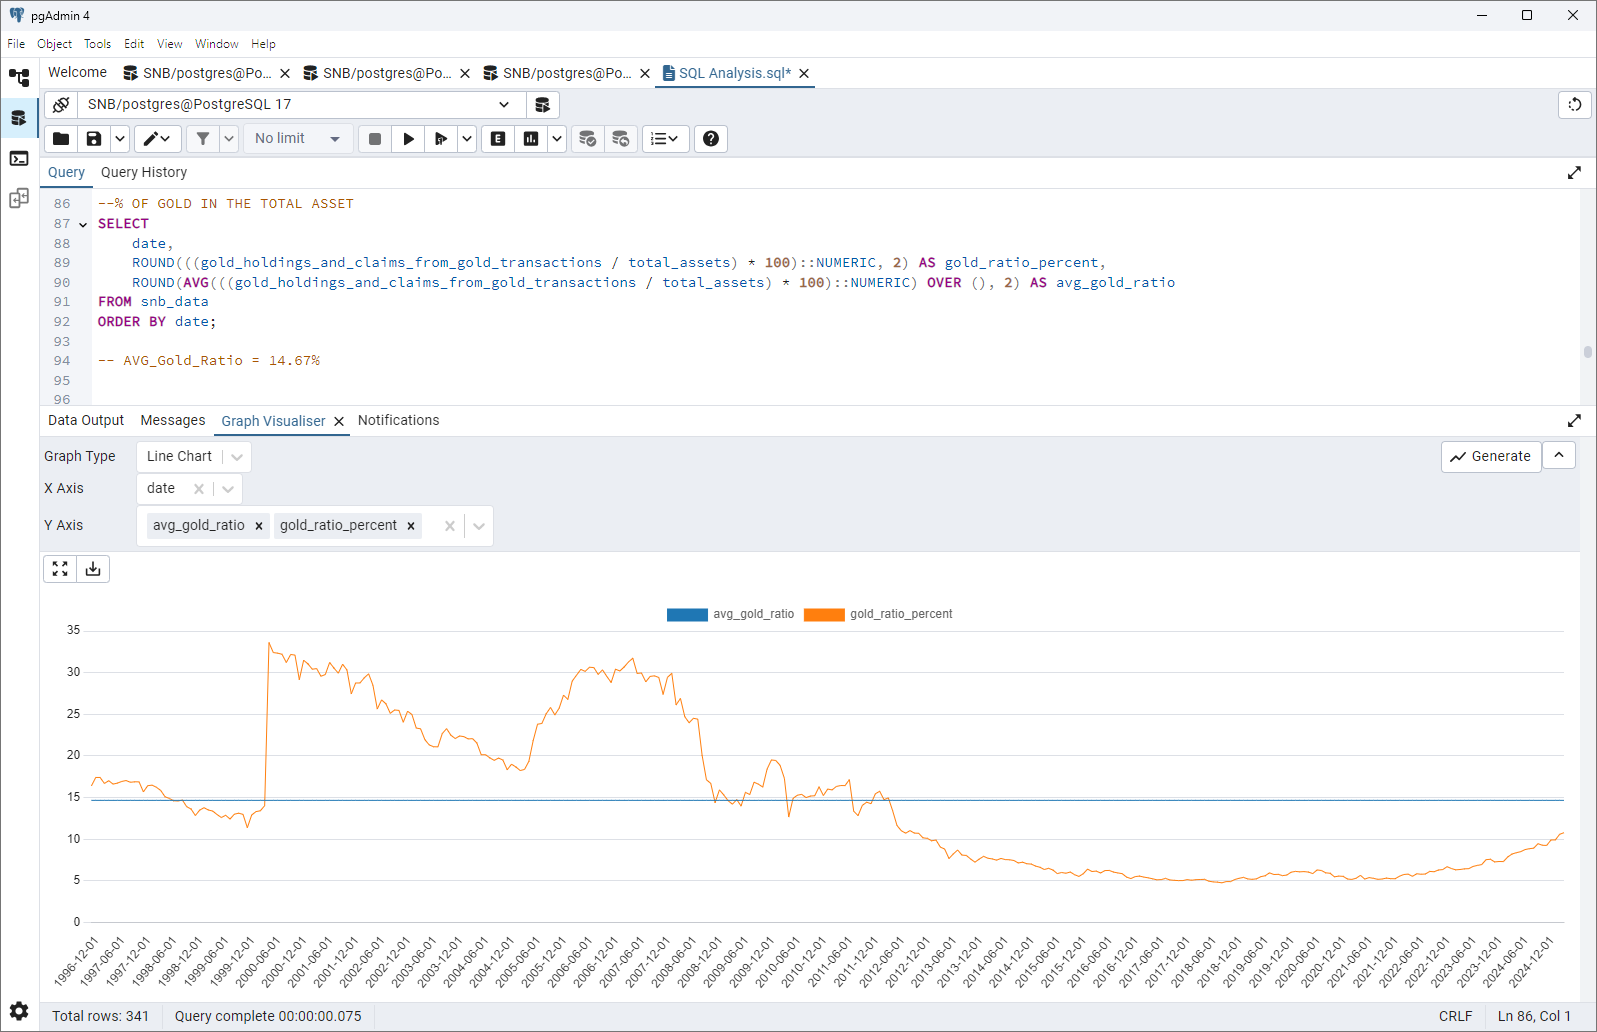 pgAdmin 4
File Object Tools Edit View Window Help
Welcome SNB/postgres@Po... SNB/postgres@Po... SNB/postgres@Po... SQL Analysis.sql*
SNB/postgres@PostgreSQL 17
No limit
Query Query History
86 --% OF GOLD IN THE TOTAL ASSET
87 SELECT
88 date,
89 ROUND(((gold_holdings_and_claims_from_gold_transactions / total_assets) * 100)::NUMERIC, 2) AS gold_ratio_percent,
90 ROUND(AVG(((gold_holdings_and_claims_from_gold_transactions / total_assets) * 100)::NUMERIC) OVER (), 2) AS avg_gold_ratio
91 FROM snb_data
92 ORDER BY date;
93
94 -- AVG_Gold_Ratio = 14.67%
95
96
Data Output Messages Graph Visualiser Notifications
Graph Type Line Chart Generate
X Axis date
Y Axis avg_gold_ratio gold_ratio_percent
avg_gold_ratio gold_ratio_percent
35
30
25
20
15
10
5
0
1996-12-01 1997-06-01 1997-12-01 1998-06-01 1998-12-01 1999-06-01 1999-12-01 2000-06-01 2000-12-01 2001-06-01 2001-12-01 2002-06-01 2002-12-01 2003-06-01 2003-12-01 2004-06-01 2004-12-01 2005-06-01 2005-12-01 2006-06-01 2006-12-01 2007-06-01 2007-12-01 2008-06-01 2008-12-01 2009-06-01 2009-12-01 2010-06-01 2010-12-01 2011-06-01 2011-12-01 2012-06-01 2012-12-01 2013-06-01 2013-12-01 2014-06-01 2014-12-01 2015-06-01 2015-12-01 2016-06-01 2016-12-01 2017-06-01 2017-12-01 2018-06-01 2018-12-01 2019-06-01 2019-12-01 2020-06-01 2020-12-01 2021-06-01 2021-12-01 2022-06-01 2022-12-01 2023-06-01 2023-12-01 2024-06-01 2024-12-01
Total rows: 341 Query complete 00:00:00.075 CRLF Ln 86, Col 1